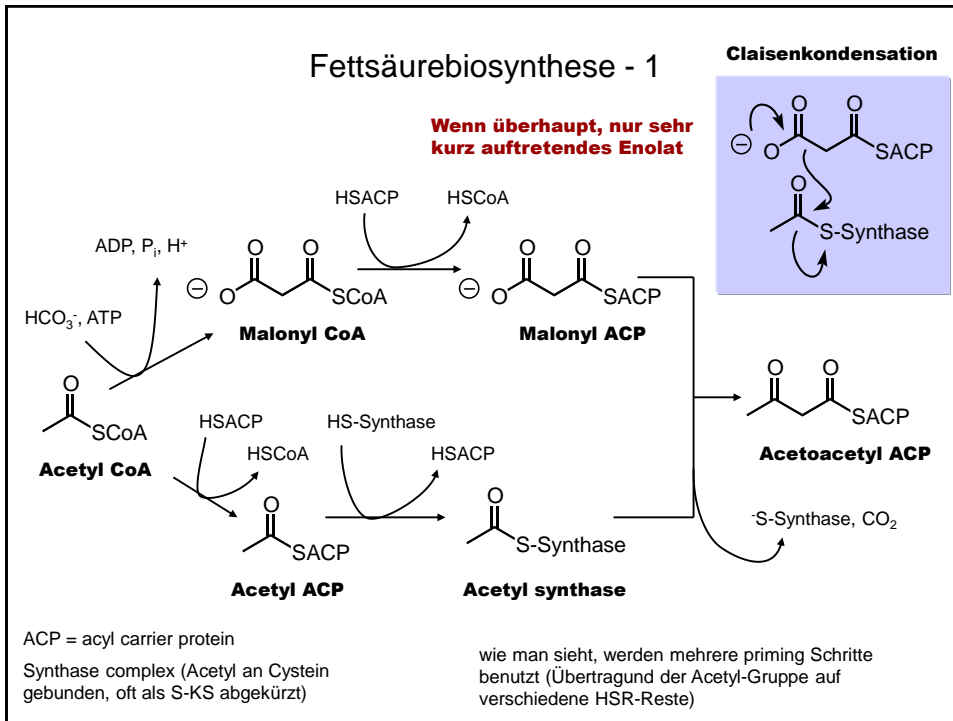 Fettsäurebiosynthese - 1
Claisenkondensation
O O
⊖ O SACP
O
S-Synthase
Wenn überhaupt, nur sehr
kurz auftretendes Enolat
HSACP HSCoA
ADP, Pi, H+
O O
⊖ O SCoA
Malonyl CoA
O O
⊖ O SACP
Malonyl ACP
HCO3-, ATP
O
SCoA
Acetyl CoA
HSACP
HSCoA
HS-Synthase
HSACP
O O
SACP
Acetoacetyl ACP
O
SACP
Acetyl ACP
O
S-Synthase
Acetyl synthase
-S-Synthase, CO2
ACP = acyl carrier protein
Synthase complex (Acetyl an Cystein
gebunden, oft als S-KS abgekürzt)
wie man sieht, werden mehrere priming Schritte
benutzt (Übertragund der Acetyl-Gruppe auf
verschiedene HSR-Reste)